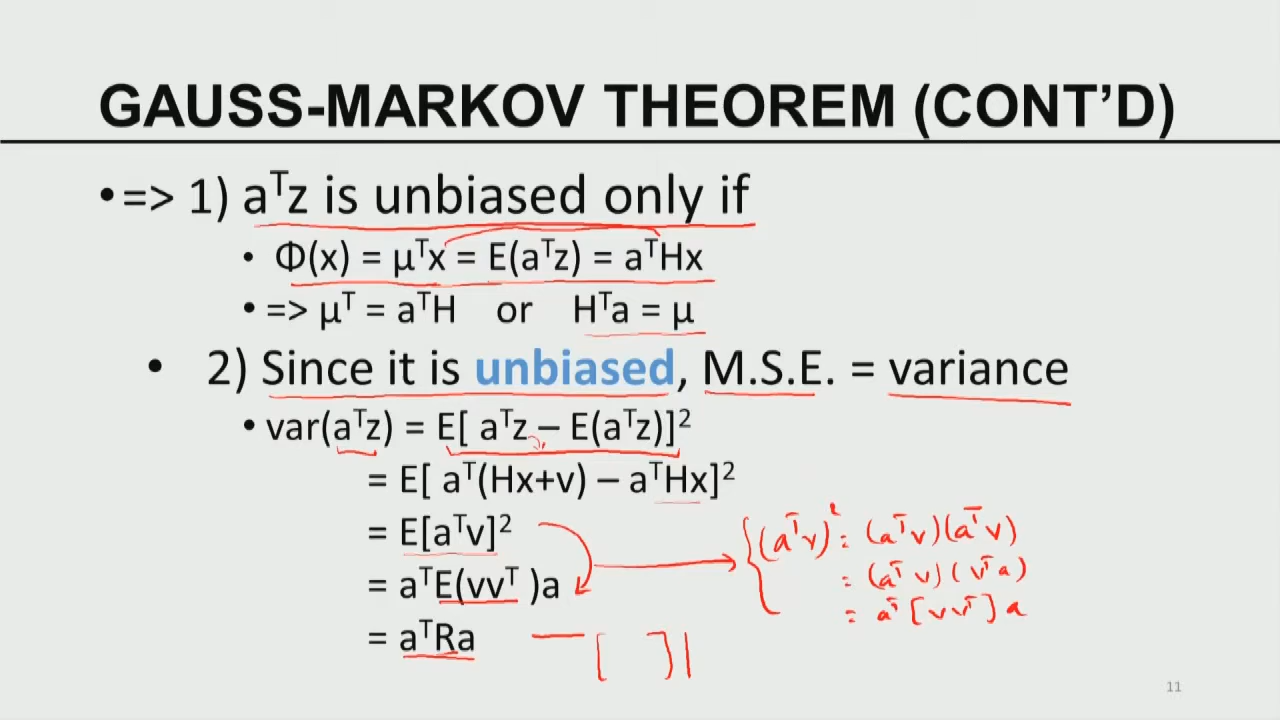 GAUSS-MARKOV THEOREM (CONT’D)
•=> 1) aᵀz is unbiased only if
• Φ(x) = μᵀx = E(aᵀz) = aᵀHx
• => μᵀ = aᵀH or Hᵀa = μ
• 2) Since it is unbiased, M.S.E. = variance
• var(aᵀz) = E[ aᵀz – E(aᵀz)]²
= E[ aᵀ(Hx+v) – aᵀHx]²
= E[aᵀv]²
(aᵀv)² = (aᵀv)(aᵀv)
= aᵀE(vvᵀ )a
= (aᵀv)(vᵀa)
= aᵀ[vvᵀ]a
= aᵀRa
[ ]
11